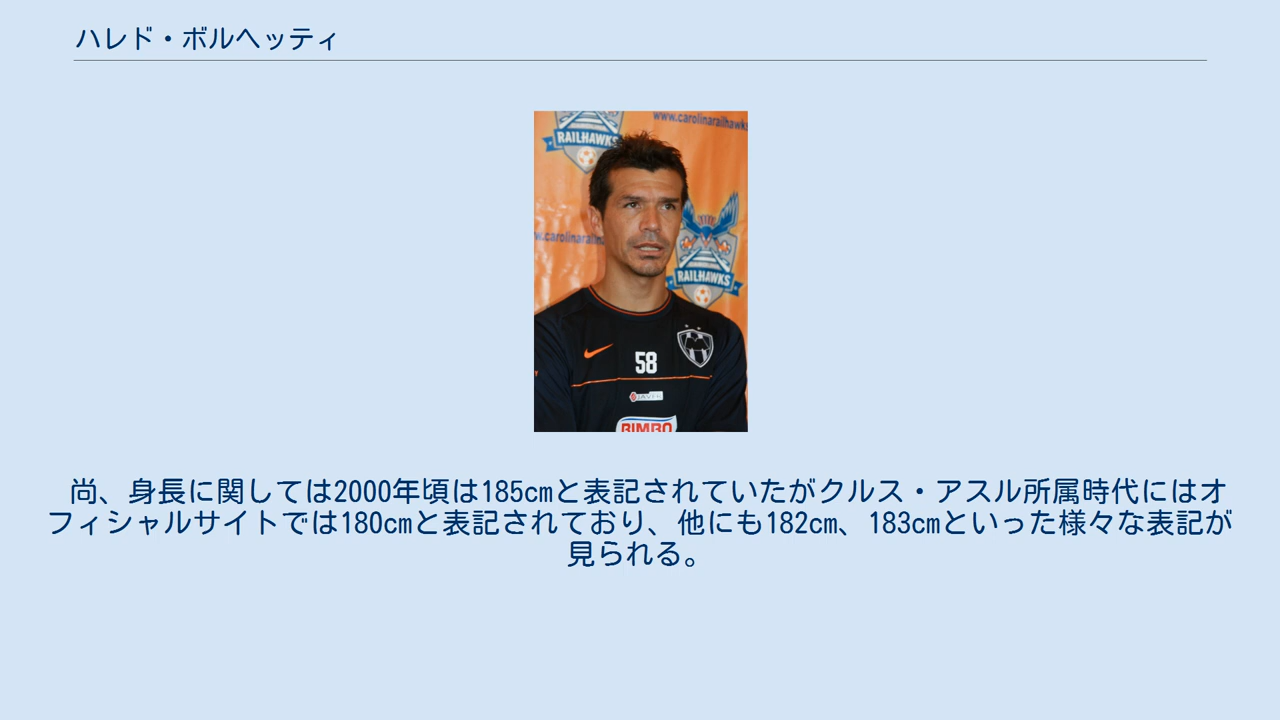 ハレド・ボルヘッティ
www.carolinarailhawks
RAILHAWKS
www.carolinarailh
RAILHAWKS
58
JAVER
BIMBO
尚、身長に関しては2000年頃は185cmと表記されていたがクルス・アスル所属時代にはオ
フィシャルサイトでは180cmと表記されており、他にも182cm、183cmといった様々な表記が
見られる。